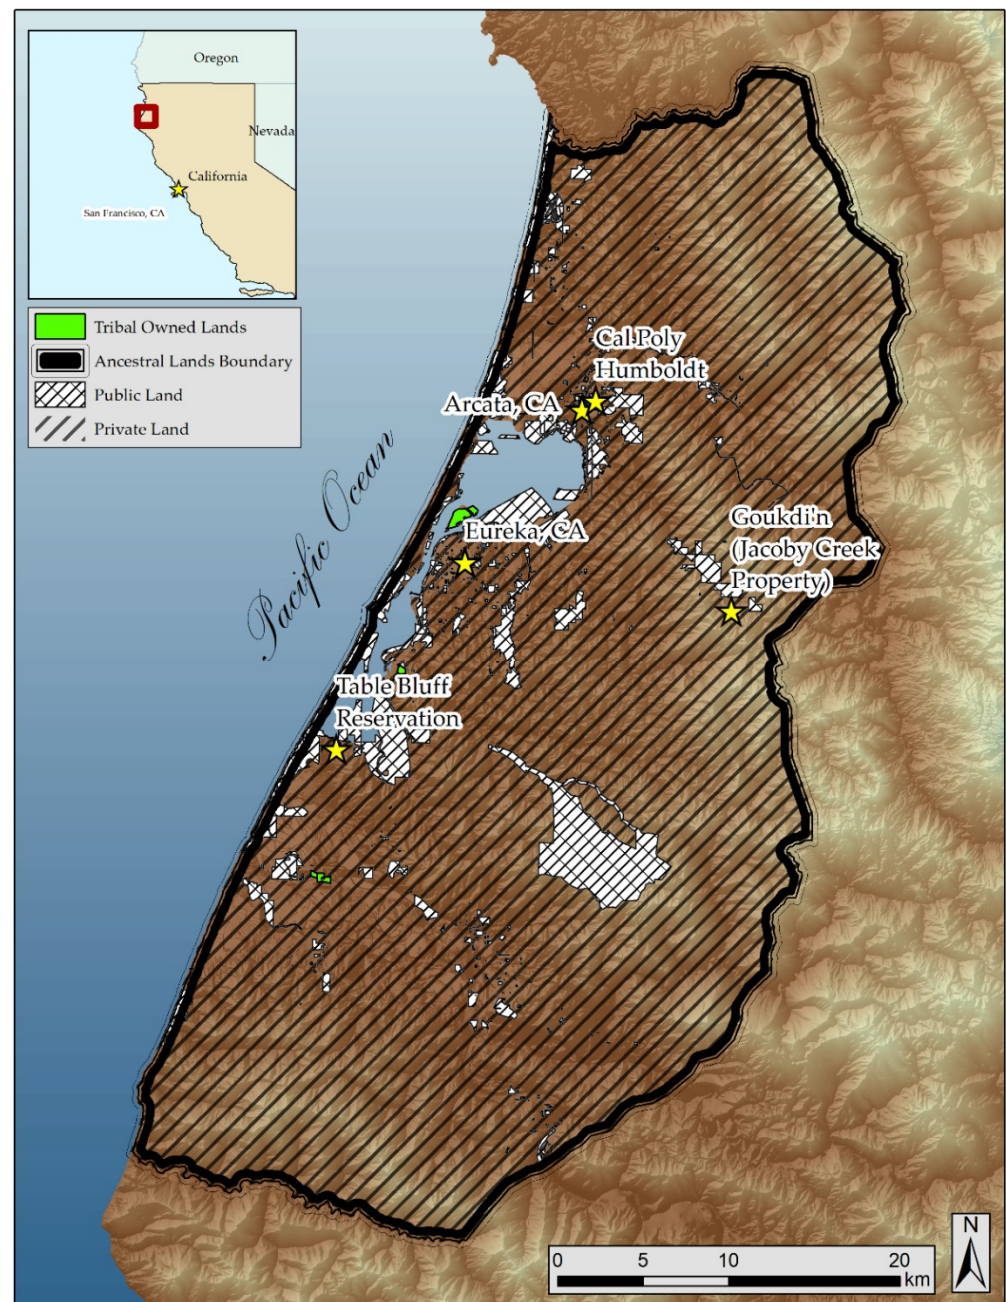 Oregon
Nevada
California
San Francisco, CA
Tribal Owned Lands
Ancestral Lands Boundary
Public Land
Private Land
Cal Poly
Humboldt
Arcata, CA
Pacific Ocean
Eureka, CA
Goukdi'n
(Jacoby Creek
Property)
Table Bluff
Reservation
N
0 5 10 20
km